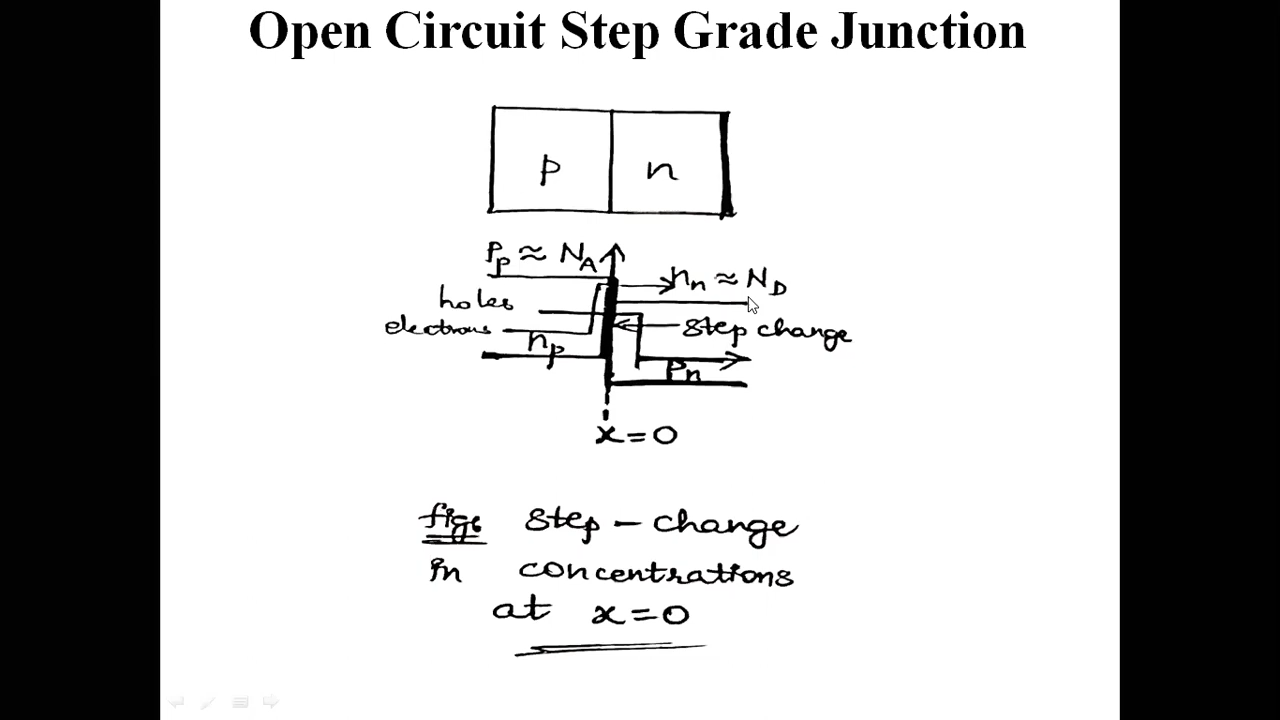 Open Circuit Step Grade Junction
p n
Pp ≈ NA
nn ≈ ND
holes
electrons
step change
np
Pn
x = 0
fig: step - change
in concentrations
at x = 0